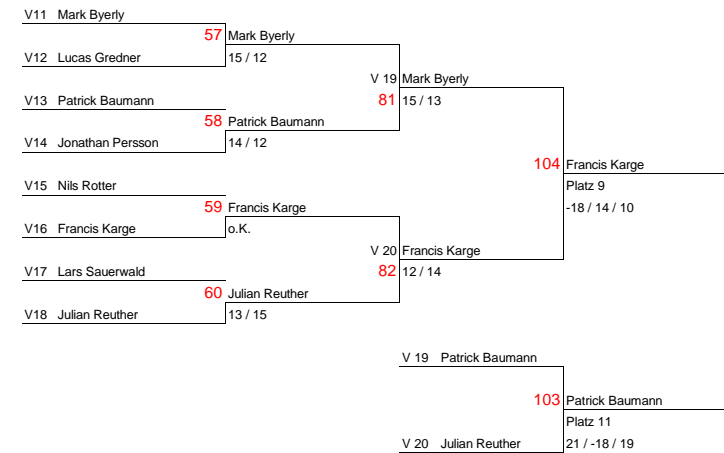 V11 Mark Byerly
57 Mark Byerly
V12 Lucas Gredner 15 / 12
V 19 Mark Byerly
V13 Patrick Baumann 81 15 / 13
58 Patrick Baumann
V14 Jonathan Persson 14 / 12
104 Francis Karge
V15 Nils Rotter Platz 9
59 Francis Karge -18 / 14 / 10
V16 Francis Karge o.K.
V 20 Francis Karge
V17 Lars Sauerwald 82 12 / 14
60 Julian Reuther
V18 Julian Reuther 13 / 15
V 19 Patrick Baumann
103 Patrick Baumann
Platz 11
V 20 Julian Reuther 21 / -18 / 19